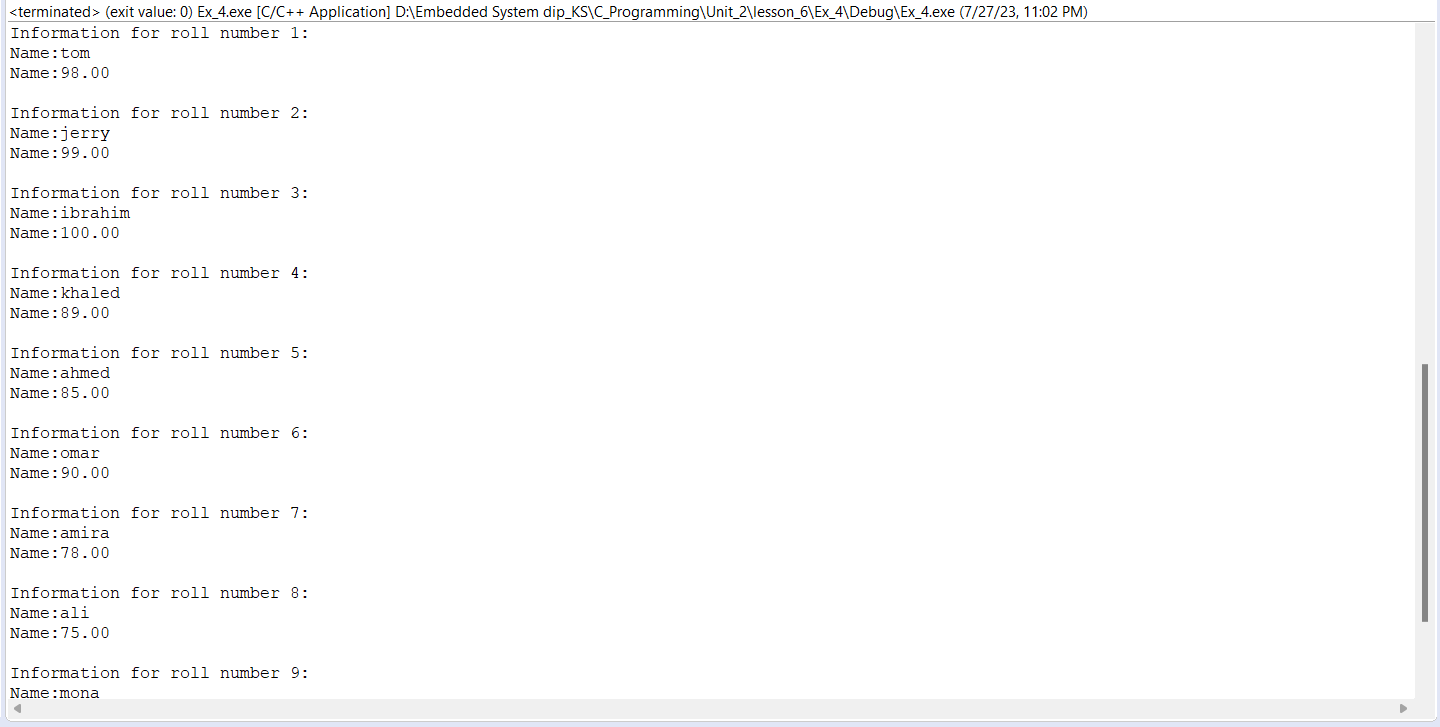 <terminated> (exit value: 0) Ex_4.exe [C/C++ Application] D:\Embedded System dip_KS\C_Programming\Unit_2\lesson_6\Ex_4\Debug\Ex_4.exe (7/27/23, 11:02 PM)
Information for roll number 1:
Name:tom
Name:98.00
Information for roll number 2:
Name:jerry
Name:99.00
Information for roll number 3:
Name:ibrahim
Name:100.00
Information for roll number 4:
Name:khaled
Name:89.00
Information for roll number 5:
Name:ahmed
Name:85.00
Information for roll number 6:
Name:omar
Name:90.00
Information for roll number 7:
Name:amira
Name:78.00
Information for roll number 8:
Name:ali
Name:75.00
Information for roll number 9:
Name:mona